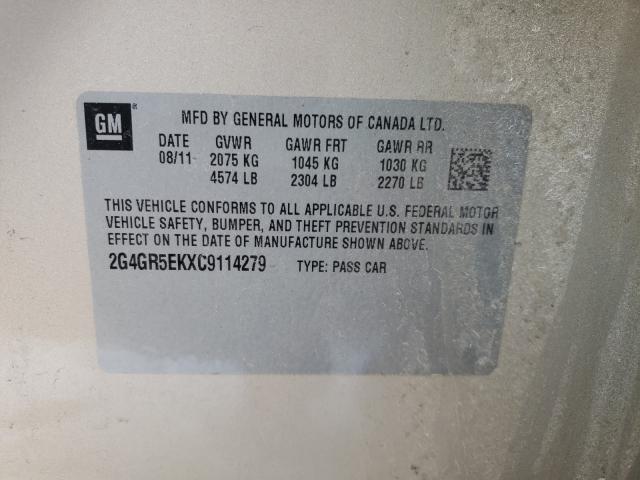 GM
MFD BY GENERAL MOTORS OF CANADA LTD.
DATE GVWR GAWR FRT GAWR RR
08/11 2075 KG 1045 KG 1030 KG
4574 LB 2304 LB 2270 LB
THIS VEHICLE CONFORMS TO ALL APPLICABLE U.S. FEDERAL MOTOR
VEHICLE SAFETY, BUMPER, AND THEFT PREVENTION STANDARDS IN
EFFECT ON THE DATE OF MANUFACTURE SHOWN ABOVE.
2G4GR5EKXC9114279 TYPE: PASS CAR